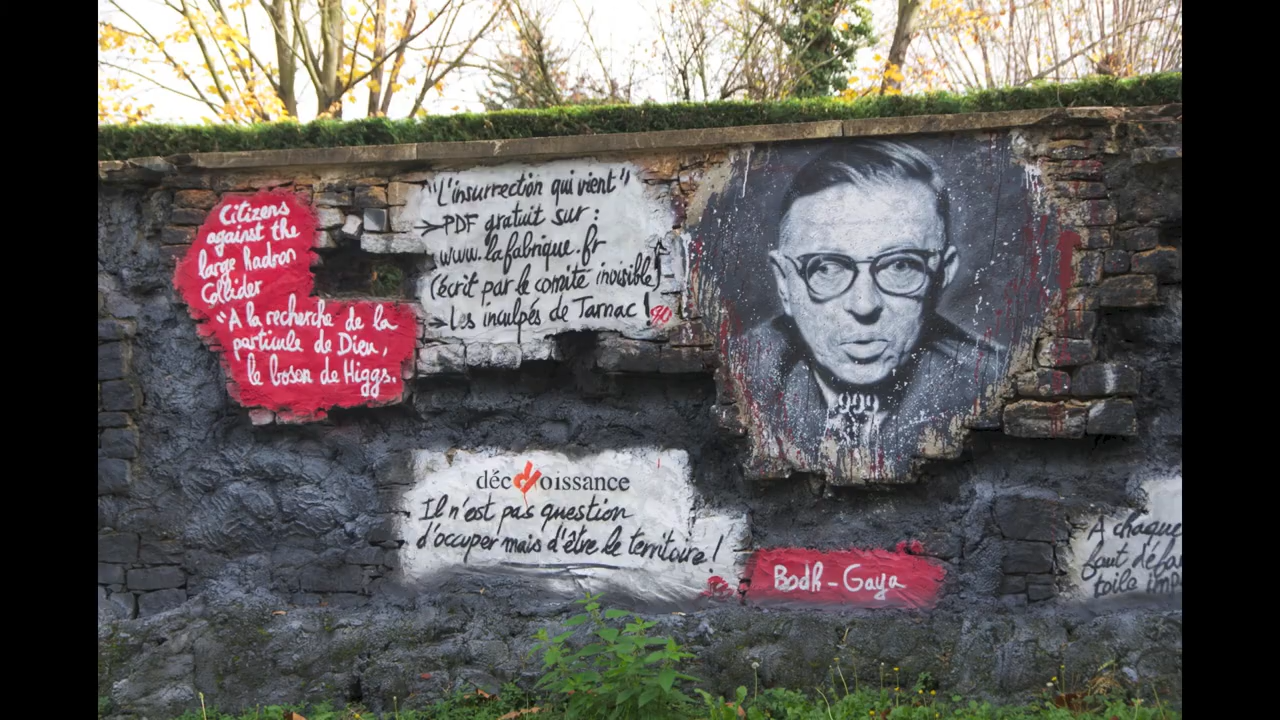 Citizens
against the
large hadron
Collider
"A la recherche de la
particule de Dieu,
le boson de Higgs.
"L'insurrection qui vient"
→PDF gratuit sur :
www.lafabrique.fr
(écrit par le comité invisible)
→Les inculpés de Tarnac !
décroissance
Il n'est pas question
d'occuper mais d'être le territoire !
Bodh-Gaya
A chaque
faut
toile